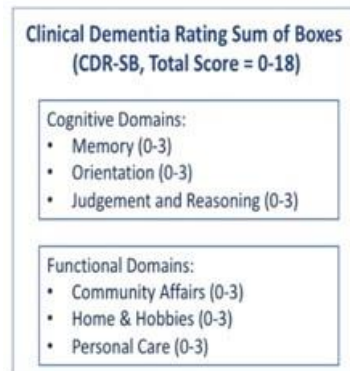 Clinical Dementia Rating Sum of Boxes
(CDR-SB, Total Score = 0-18)
Cognitive Domains:
• Memory (0-3)
• Orientation (0-3)
• Judgement and Reasoning (0-3)
Functional Domains:
• Community Affairs (0-3)
• Home & Hobbies (0-3)
• Personal Care (0-3)